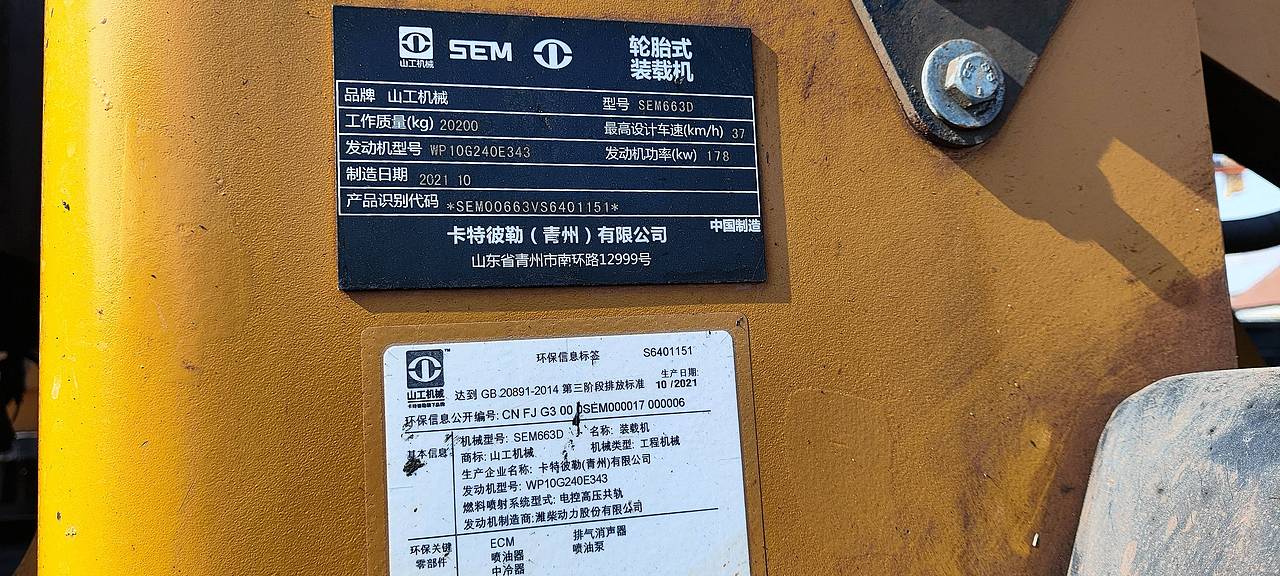 山工机械 SEM 轮胎式
装载机
品牌 山工机械 型号 SEM663D
工作质量(kg) 20200 最高设计车速(km/h) 37
发动机型号 WP10G240E343 发动机功率(kw) 178
制造日期 2021 10
产品识别代码 *SEM00663VS6401151*
中国制造
卡特彼勒（青州）有限公司
山东省青州市南环路12999号
环保信息标签 S6401151
山工机械
达到 GB 20891-2014 第三阶段排放标准
生产日期:
10 /2021
环保信息公开编号: CN FJ G3 00 0SEM000017 000006
基本信息
机械型号: SEM663D 名称: 装载机
商标: 山工机械 机械类型: 工程机械
生产企业名称: 卡特彼勒(青州)有限公司
发动机型号: WP10G240E343
燃料喷射系统型式: 电控高压共轨
发动机制造商: 潍柴动力股份有限公司
环保关键
零部件
ECM 排气消声器
喷油器 喷油泵
中冷器